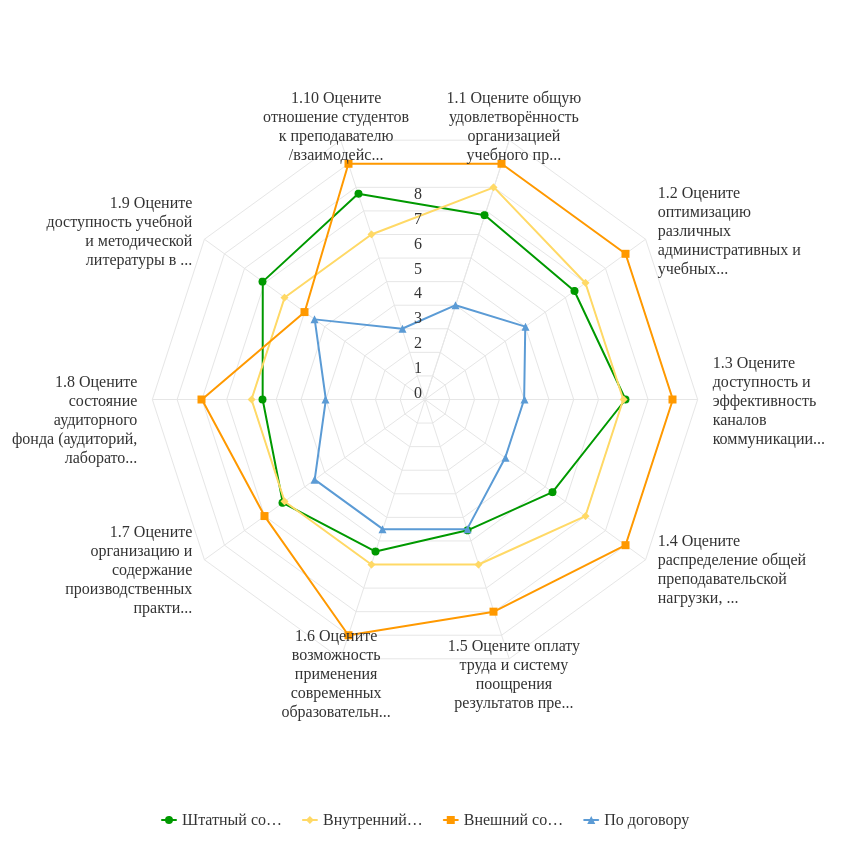 1.10 Оцените
отношение студентов
к преподавателю
/взаимодейс...
1.1 Оцените общую
удовлетворённость
организацией
учебного пр...
1.9 Оцените
доступность учебной
и методической
литературы в ...
1.2 Оцените
оптимизацию
различных
административных и
учебных...
8
7
6
5
4
3
2
1
0
1.8 Оцените
состояние
аудиторного
фонда (аудиторий,
лаборато...
1.3 Оцените
доступность и
эффективность
каналов
коммуникации...
1.7 Оцените
организацию и
содержание
производственных
практи...
1.4 Оцените
распределение общей
преподавательской
нагрузки, ...
1.6 Оцените
возможность
применения
современных
образовательн...
1.5 Оцените оплату
труда и систему
поощрения
результатов пре...
Штатный со…
Внутренний…
Внешний со…
По договору